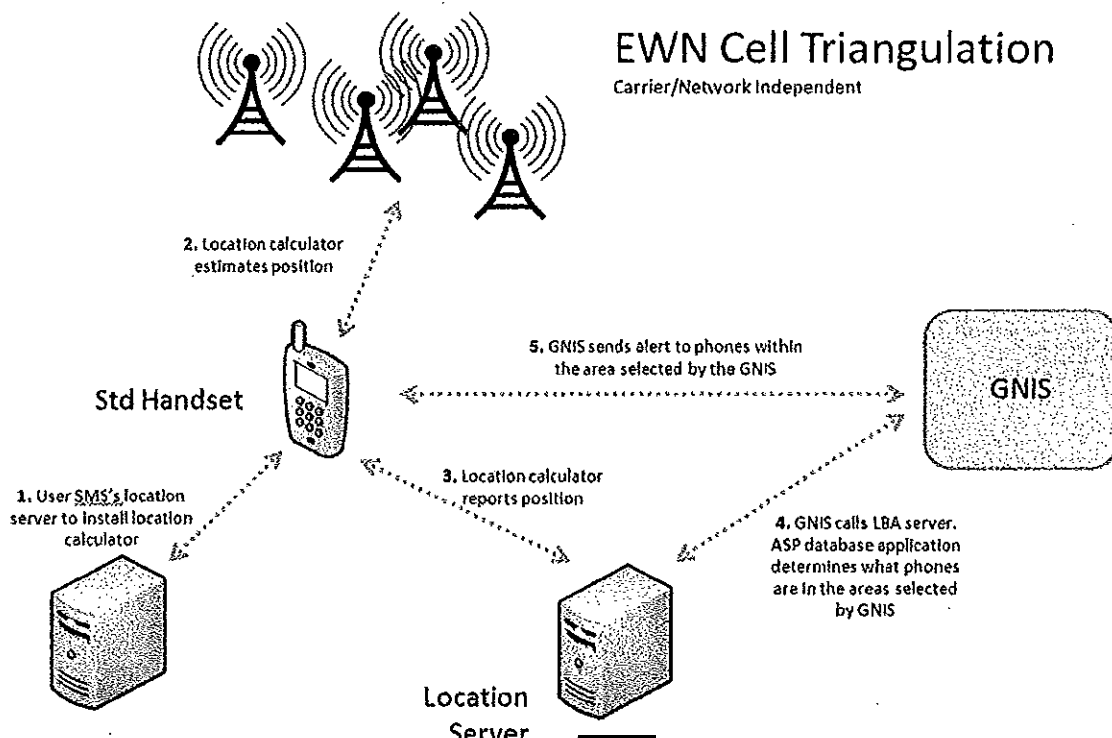 EWN Cell Triangulation
Carrier/Network Independent
2. Location calculator
estimates position
5. GNIS sends alert to phones within
the area selected by the GNIS
GNIS
Std Handset
3. Location calculator
reports position
1. User SMS's location
server to install location
calculator
4. GNIS calls LBA server.
ASP database application
determines what phones
are in the areas selected
by GNIS
Location
Server